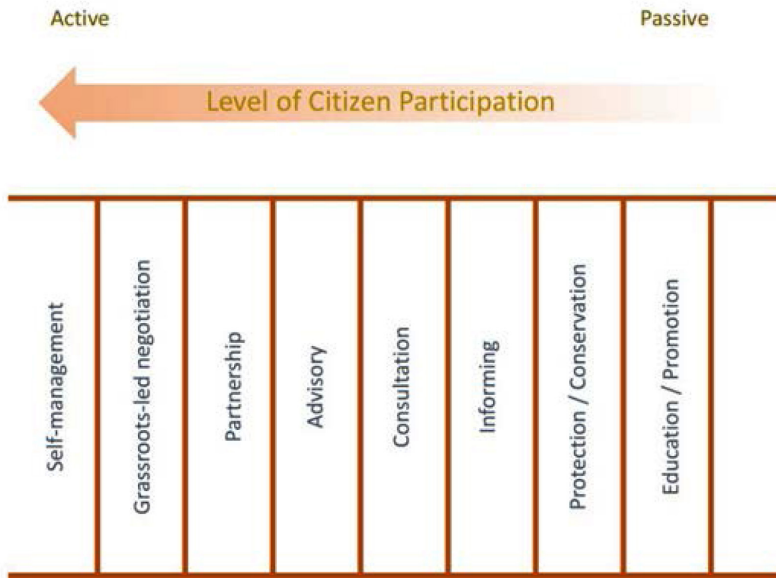 Active
Passive
Level of Citizen Participation
Self-management
Grassroots-led negotiation
Partnership
Advisory
Consultation
Informing
Protection / Conservation
Education / Promotion